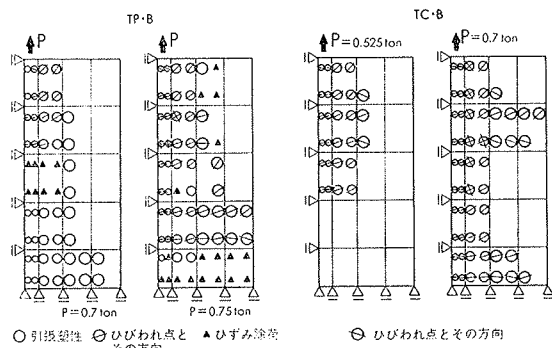 TP・B
TC・B
P
P
P=0.525 ton
P=0.7 ton
P=0.7 ton
P=0.75 ton
引張塑性
ひびわれ点と
その方向
ひずみ除荷
ひびわれ点とその方向